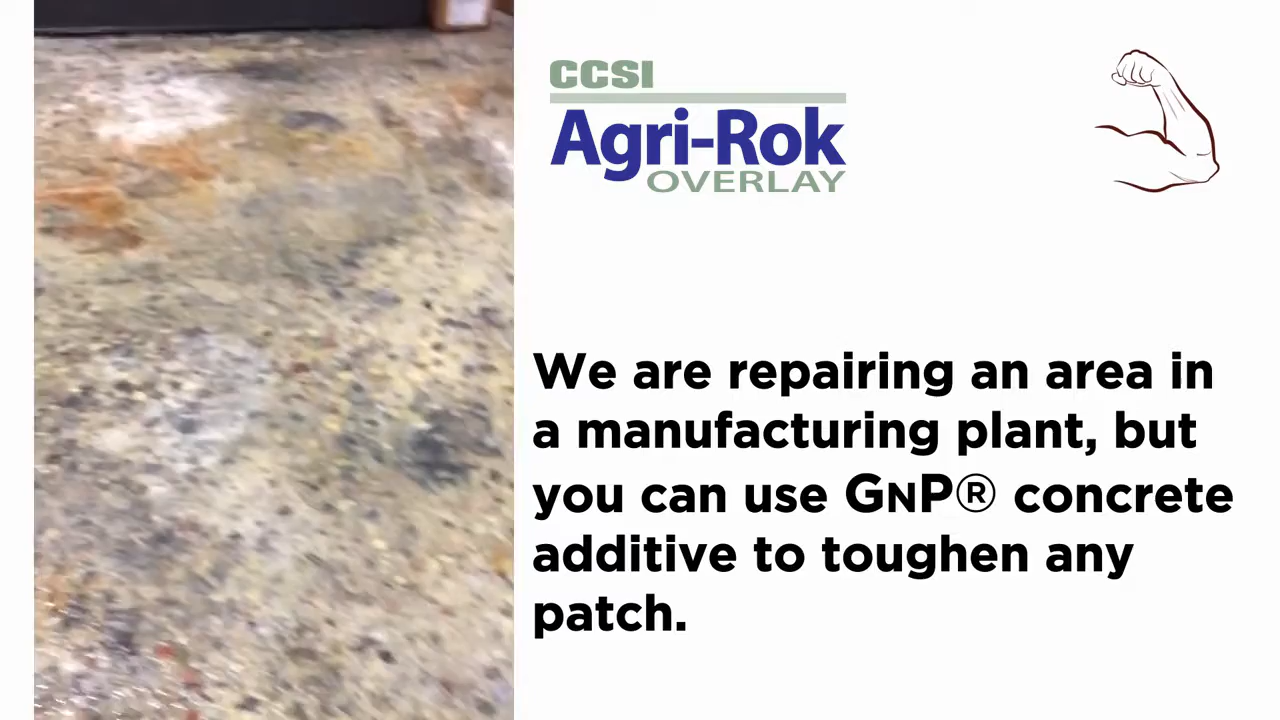 CCSI
Agri-Rok
OVERLAY
We are repairing an area in
a manufacturing plant, but
you can use GNP® concrete
additive to toughen any
patch.